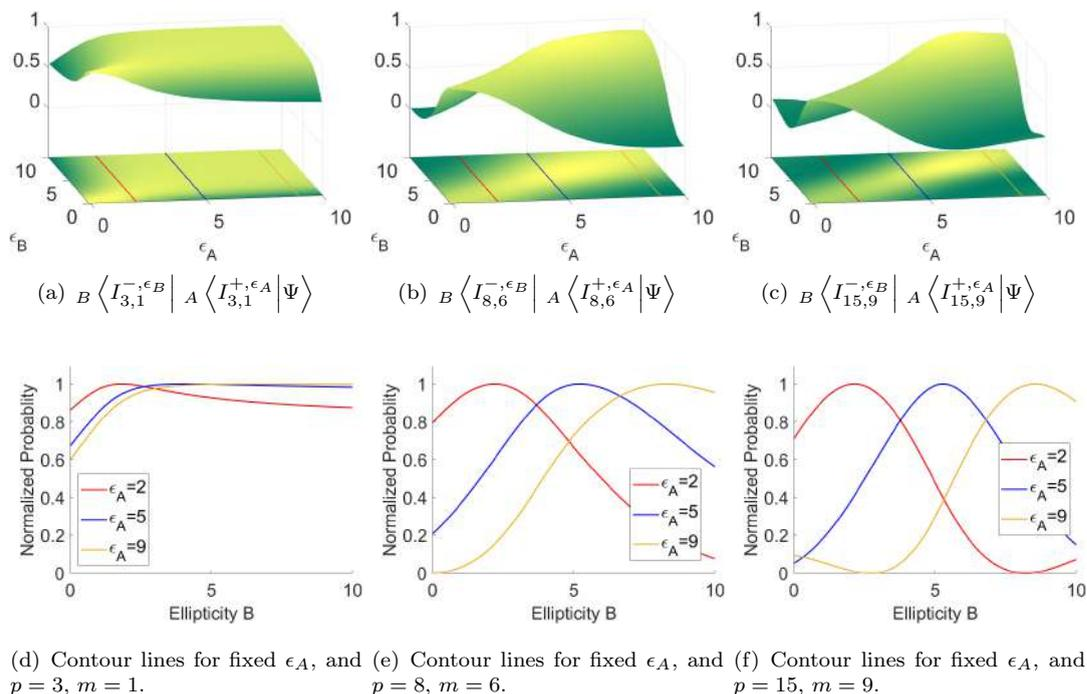 1
0.5
0
10
5
0
0
5
10
ϵ_B
ϵ_A
1
0.5
0
10
5
0
0
5
10
ϵ_B
ϵ_A
1
0.5
0
10
5
0
0
5
10
ϵ_B
ϵ_A
(a) _B⟨I_{3,1}^{-,ϵ_B}| _A⟨I_{3,1}^{+,ϵ_A}|Ψ⟩
(b) _B⟨I_{8,6}^{-,ϵ_B}| _A⟨I_{8,6}^{+,ϵ_A}|Ψ⟩
(c) _B⟨I_{15,9}^{-,ϵ_B}| _A⟨I_{15,9}^{+,ϵ_A}|Ψ⟩
Normalized Probablity
1
0.8
0.6
0.4
0.2
0
ϵ_A=2
ϵ_A=5
ϵ_A=9
0
5
10
Ellipticity B
Normalized Probablity
1
0.8
0.6
0.4
0.2
0
ϵ_A=2
ϵ_A=5
ϵ_A=9
0
5
10
Ellipticity B
Normalized Probablity
1
0.8
0.6
0.4
0.2
0
ϵ_A=2
ϵ_A=5
ϵ_A=9
0
5
10
Ellipticity B
(d) Contour lines for fixed ϵ_A, and
p = 3, m = 1.
(e) Contour lines for fixed ϵ_A, and
p = 8, m = 6.
(f) Contour lines for fixed ϵ_A, and
p = 15, m = 9.